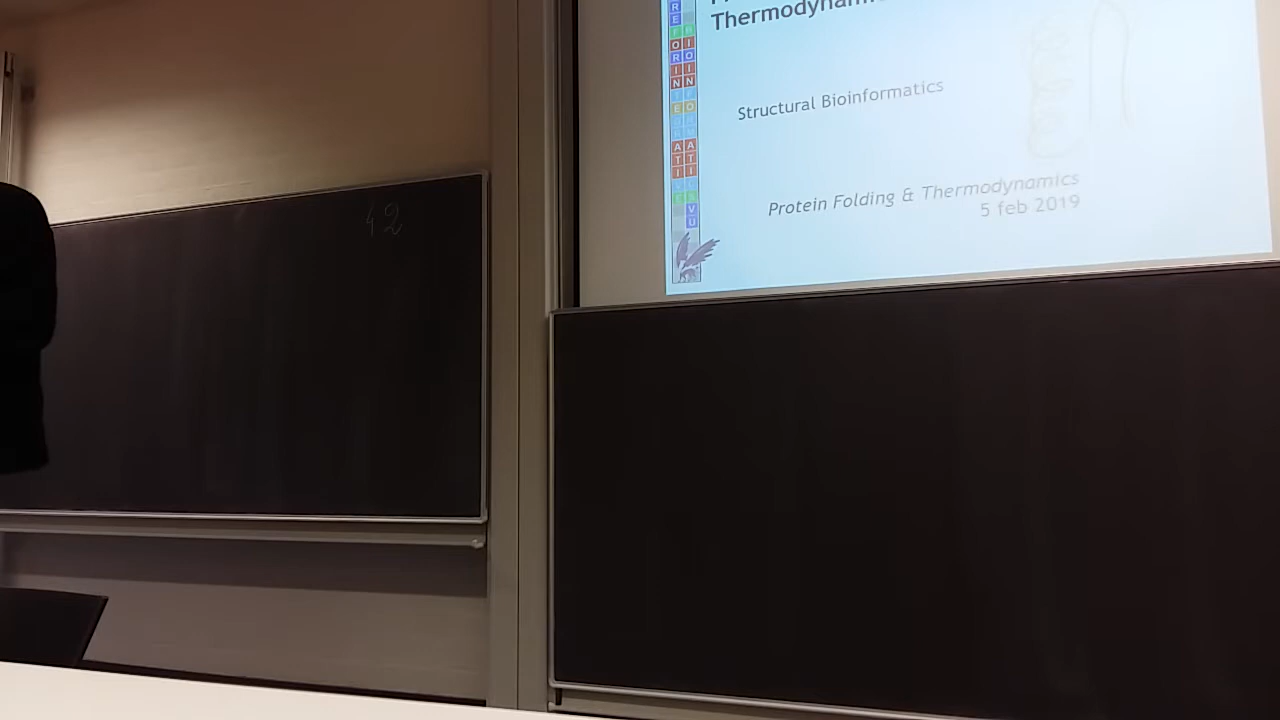 42
Thermodynami
Structural Bioinformatics
Protein Folding & Thermodynamics
5 feb 2019